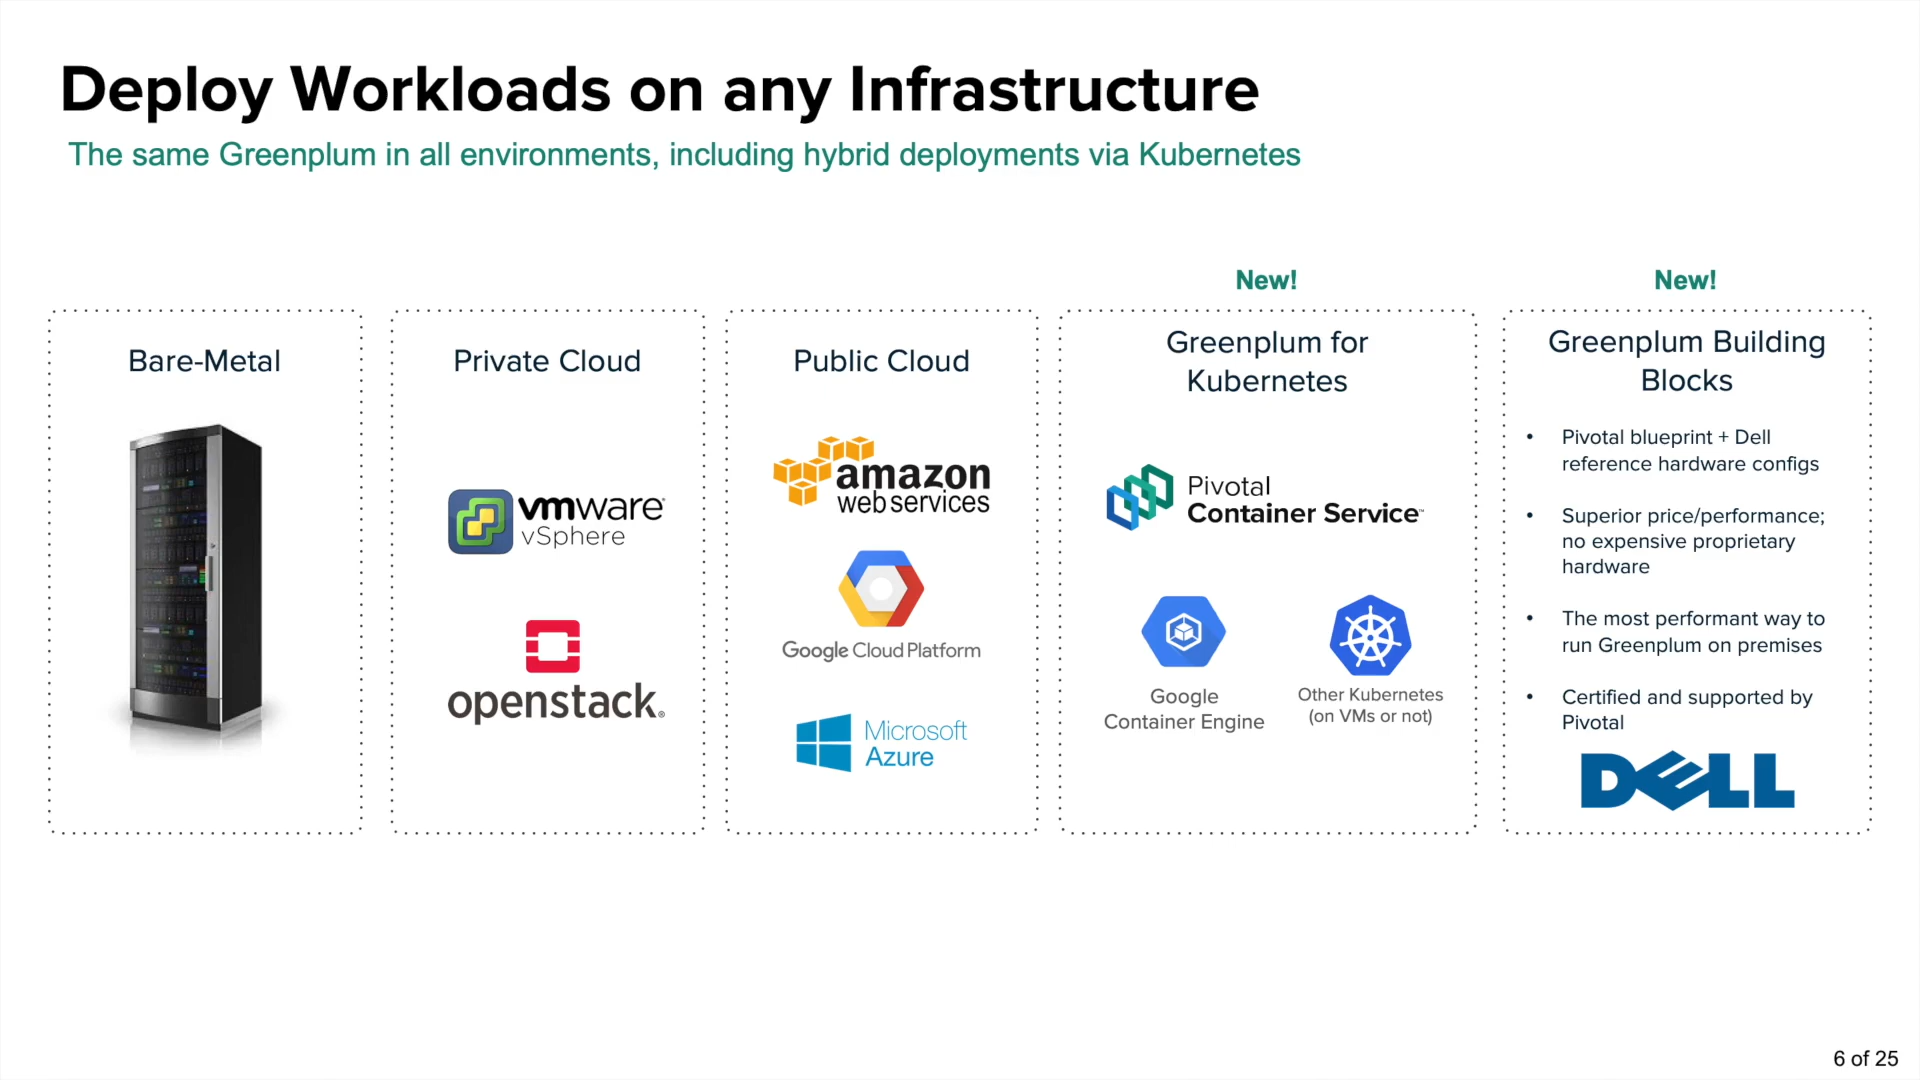 Deploy Workloads on any Infrastructure
The same Greenplum in all environments, including hybrid deployments via Kubernetes
Bare-Metal
Private Cloud
vmware®
vSphere
openstack®
Public Cloud
amazon
web services
Google Cloud Platform
Microsoft
Azure
New!
Greenplum for
Kubernetes
Pivotal
Container Service™
Google
Container Engine
Other Kubernetes
(on VMs or not)
New!
Greenplum Building
Blocks
• Pivotal blueprint + Dell
reference hardware configs
• Superior price/performance;
no expensive proprietary
hardware
• The most performant way to
run Greenplum on premises
• Certified and supported by
Pivotal
DELL
6 of 25